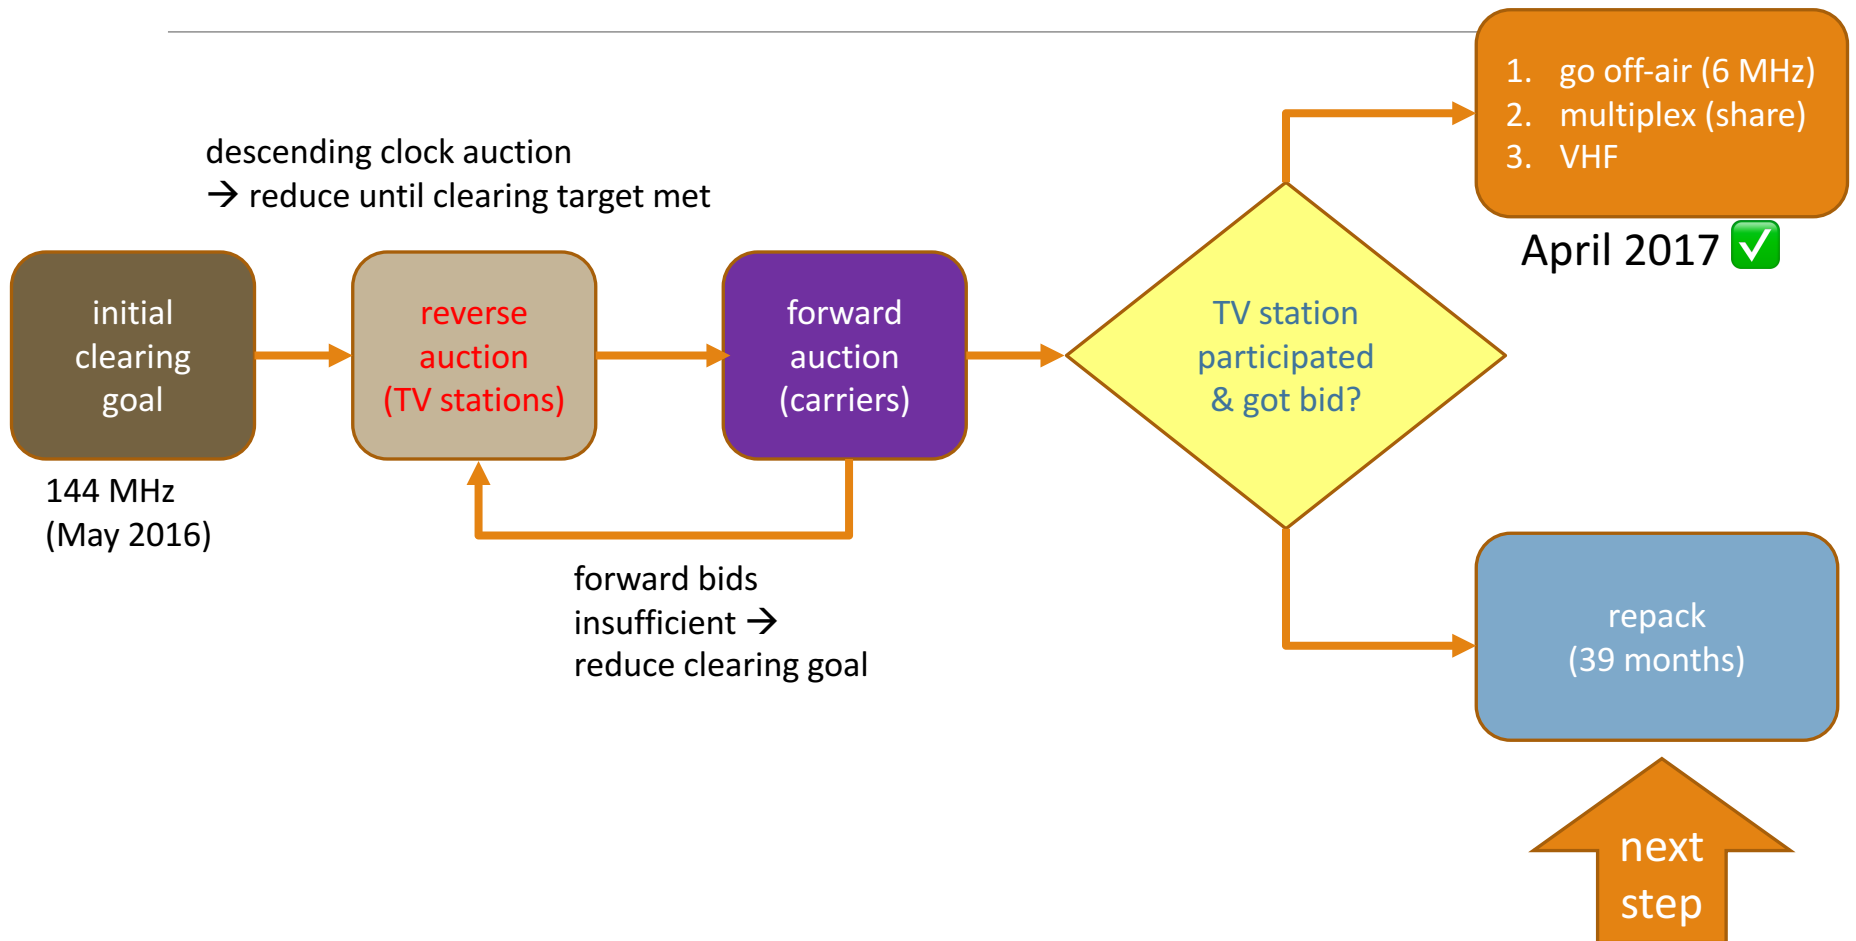 descending clock auction
→ reduce until clearing target met
initial
clearing
goal
144 MHz
(May 2016)
reverse
auction
(TV stations)
forward
auction
(carriers)
forward bids
insufficient →
reduce clearing goal
TV station
participated
& got bid?
1. go off-air (6 MHz)
2. multiplex (share)
3. VHF
April 2017 ✅
repack
(39 months)
next
step